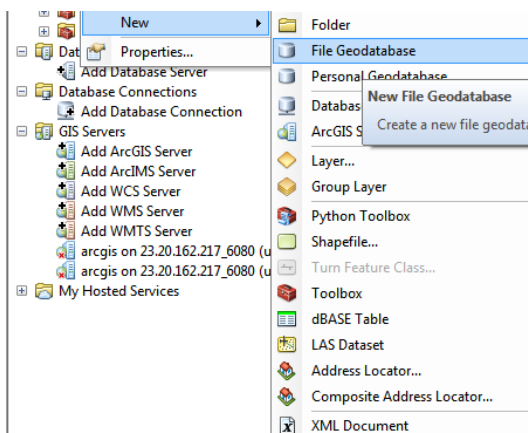 New
Properties...
Dat
Add Database Server
Database Connections
Add Database Connection
GIS Servers
Add ArcGIS Server
Add ArcIMS Server
Add WCS Server
Add WMS Server
Add WMTS Server
arcgis on 23.20.162.217_6080 (u
arcgis on 23.20.162.217_6080 (u
My Hosted Services
Folder
File Geodatabase
Personal Geodatabase
Databas
ArcGIS S
Layer...
Group Layer
Python Toolbox
Shapefile...
Turn Feature Class...
Toolbox
dBASE Table
LAS Dataset
Address Locator...
Composite Address Locator...
XML Document
New File Geodatabase
Create a new file geodata